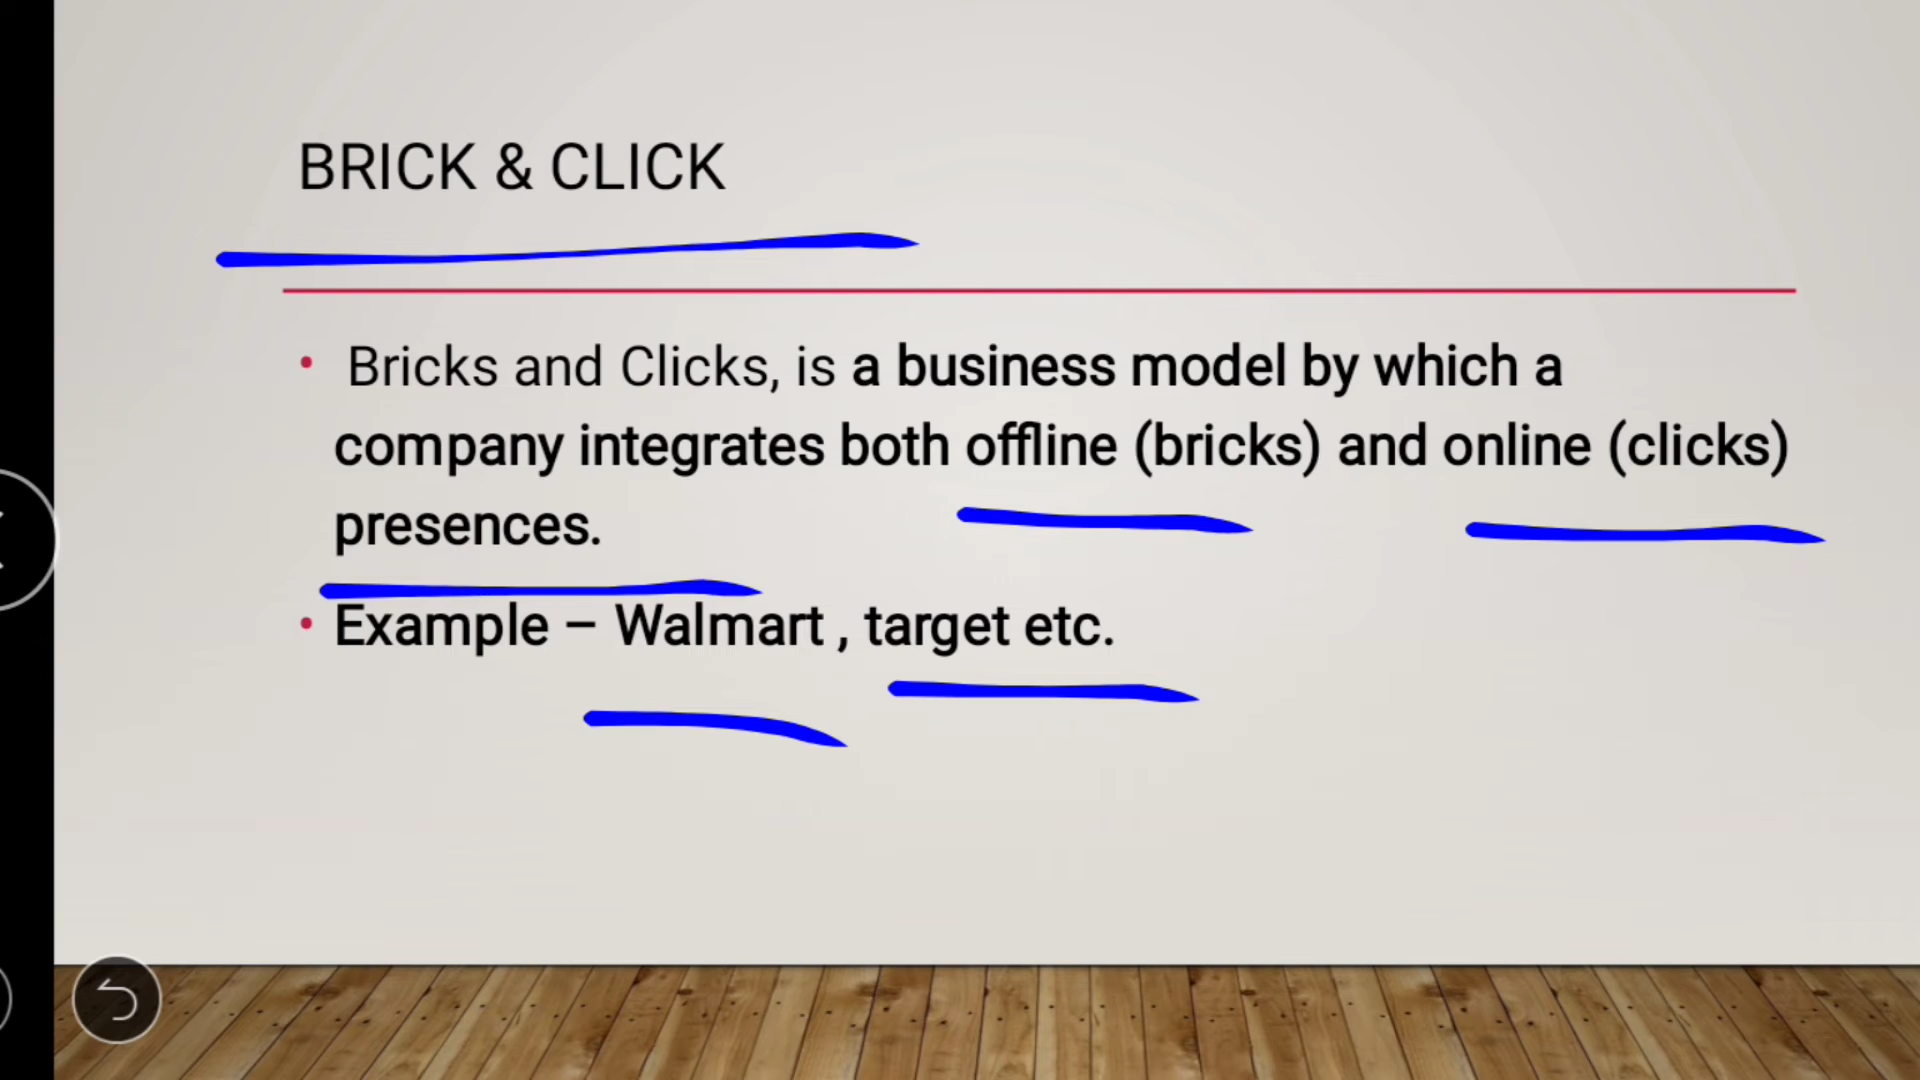 BRICK & CLICK
• Bricks and Clicks, is a business model by which a
company integrates both offline (bricks) and online (clicks)
presences.
• Example – Walmart , target etc.